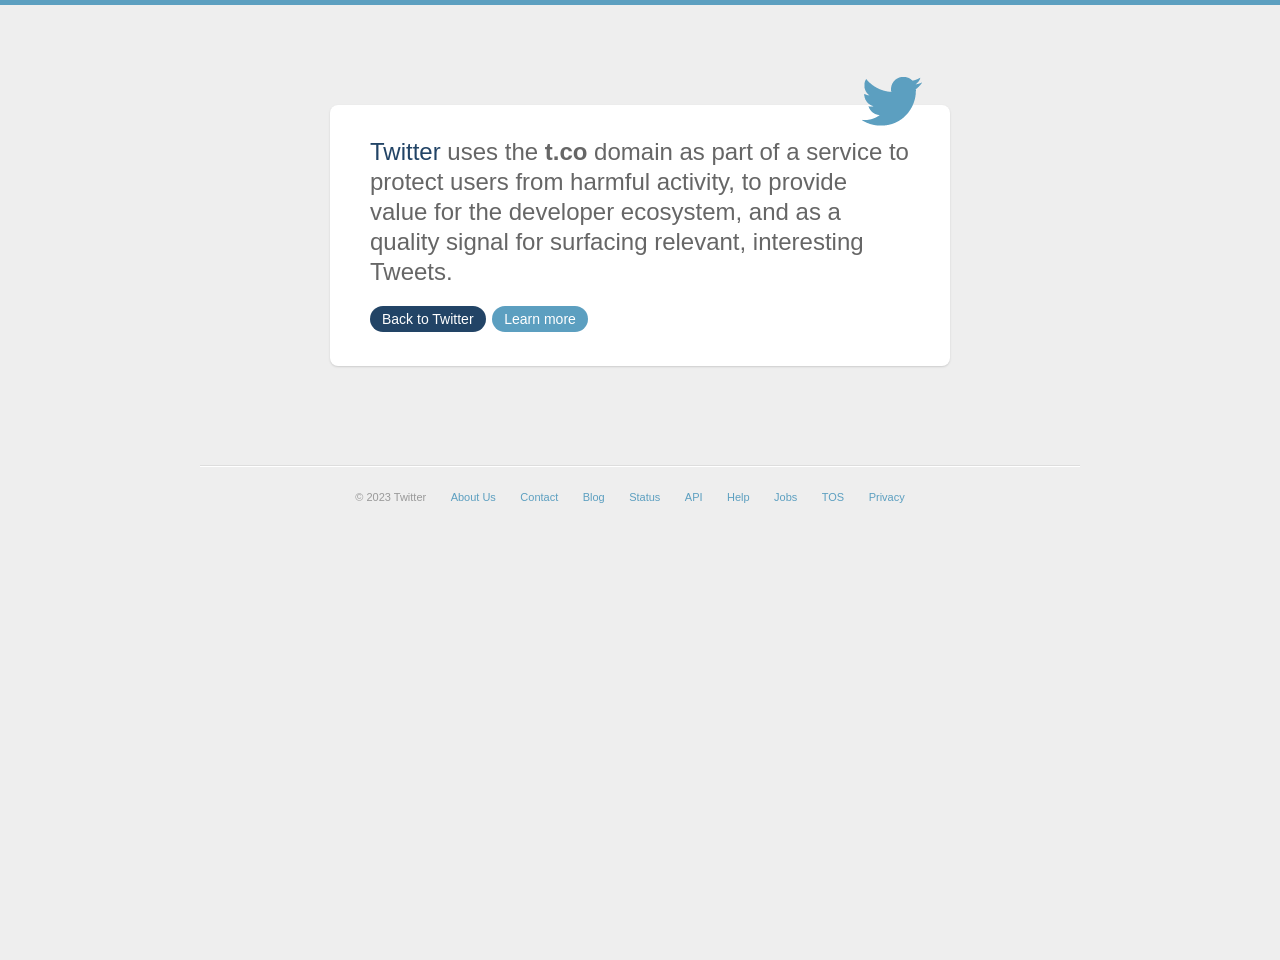 Twitter uses the t.co domain as part of a service to
protect users from harmful activity, to provide
value for the developer ecosystem, and as a
quality signal for surfacing relevant, interesting
Tweets.
Back to Twitter Learn more
© 2023 Twitter About Us Contact Blog Status API Help Jobs TOS Privacy